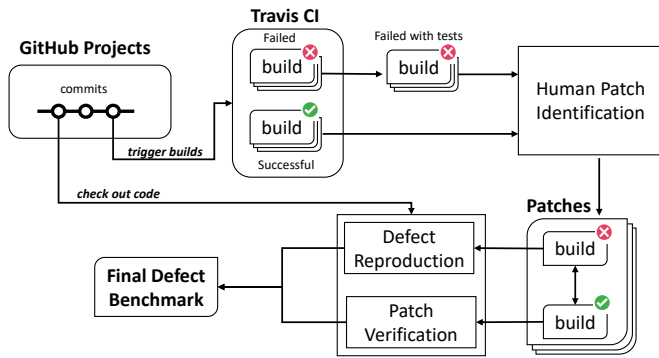 Travis CI
GitHub Projects
Failed
Failed with tests
commits
build
build
Human Patch
Identification
build
trigger builds
Successful
check out code
Patches
Defect
Reproduction
build
Final Defect
Benchmark
Patch
Verification
build